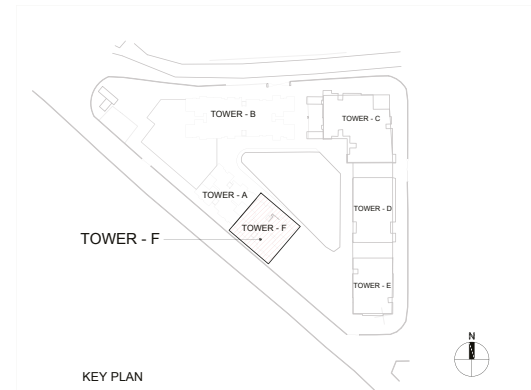 TOWER - B
TOWER - C
TOWER - A
TOWER - D
TOWER - F
TOWER - F
TOWER - E
N
KEY PLAN